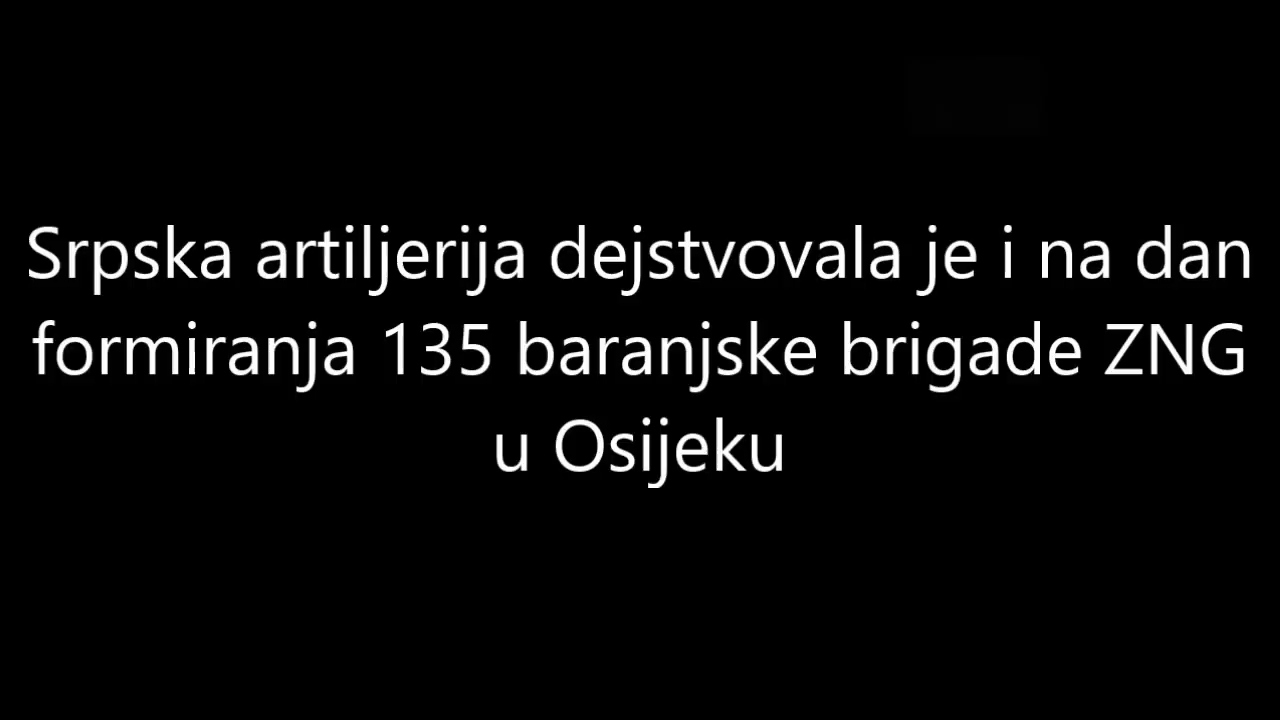 Srpska artiljerija dejstvovala je i na dan
formiranja 135 baranjske brigade ZNG
u Osijeku